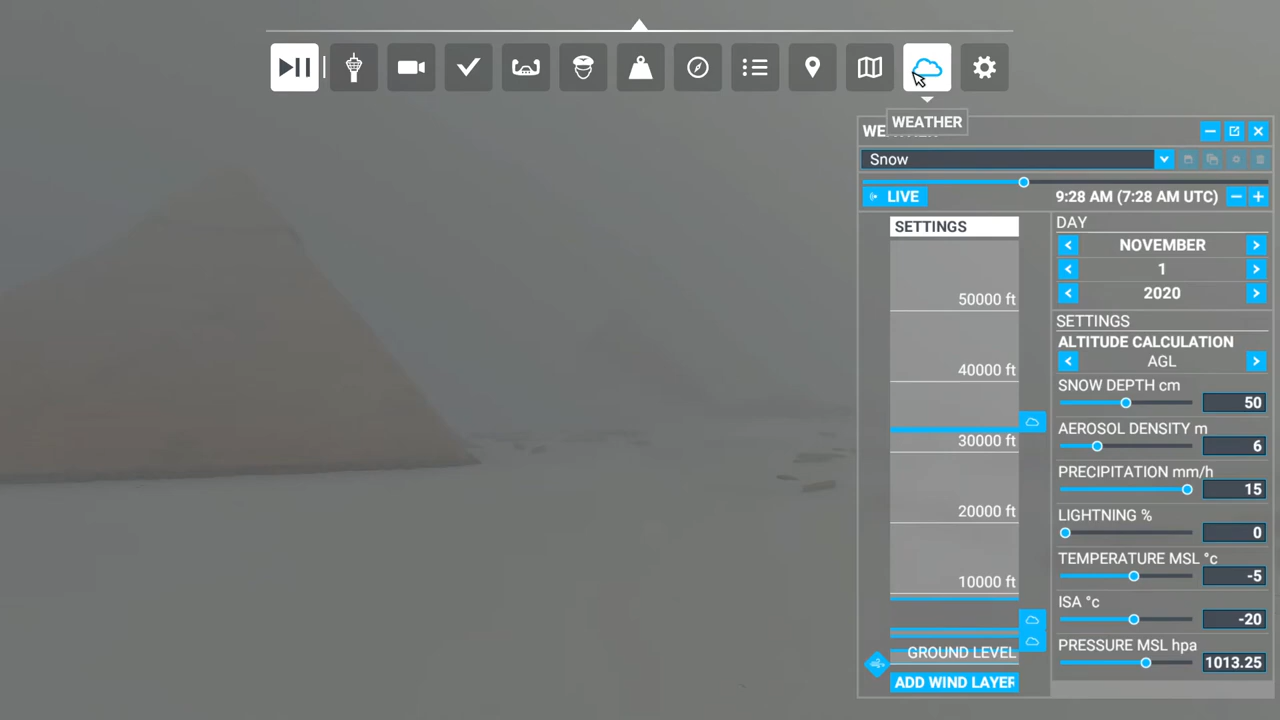 WEATHER
WE
Snow
LIVE
9:28 AM (7:28 AM UTC)
SETTINGS
50000 ft
40000 ft
30000 ft
20000 ft
10000 ft
GROUND LEVEL
ADD WIND LAYER
DAY
NOVEMBER
1
2020
SETTINGS
ALTITUDE CALCULATION
AGL
SNOW DEPTH cm
50
AEROSOL DENSITY m
6
PRECIPITATION mm/h
15
LIGHTNING %
0
TEMPERATURE MSL °c
-5
ISA °c
-20
PRESSURE MSL hpa
1013.25